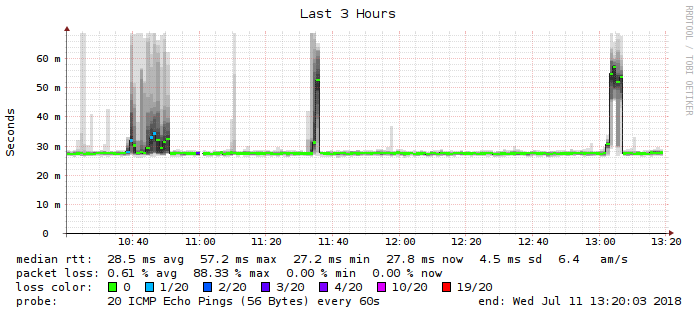 Last 3 Hours
RRDTOOL / TOBI OETIKER
Seconds
60 m
50 m
40 m
30 m
20 m
10 m
0
10:40 11:00 11:20 11:40 12:00 12:20 12:40 13:00 13:20
median rtt: 28.5 ms avg 57.2 ms max 27.2 ms min 27.8 ms now 4.5 ms sd 6.4 am/s
packet loss: 0.61 % avg 88.33 % max 0.00 % min 0.00 % now
loss color: 0 1/20 2/20 3/20 4/20 10/20 19/20
probe: 20 ICMP Echo Pings (56 Bytes) every 60s end: Wed Jul 11 13:20:03 2018